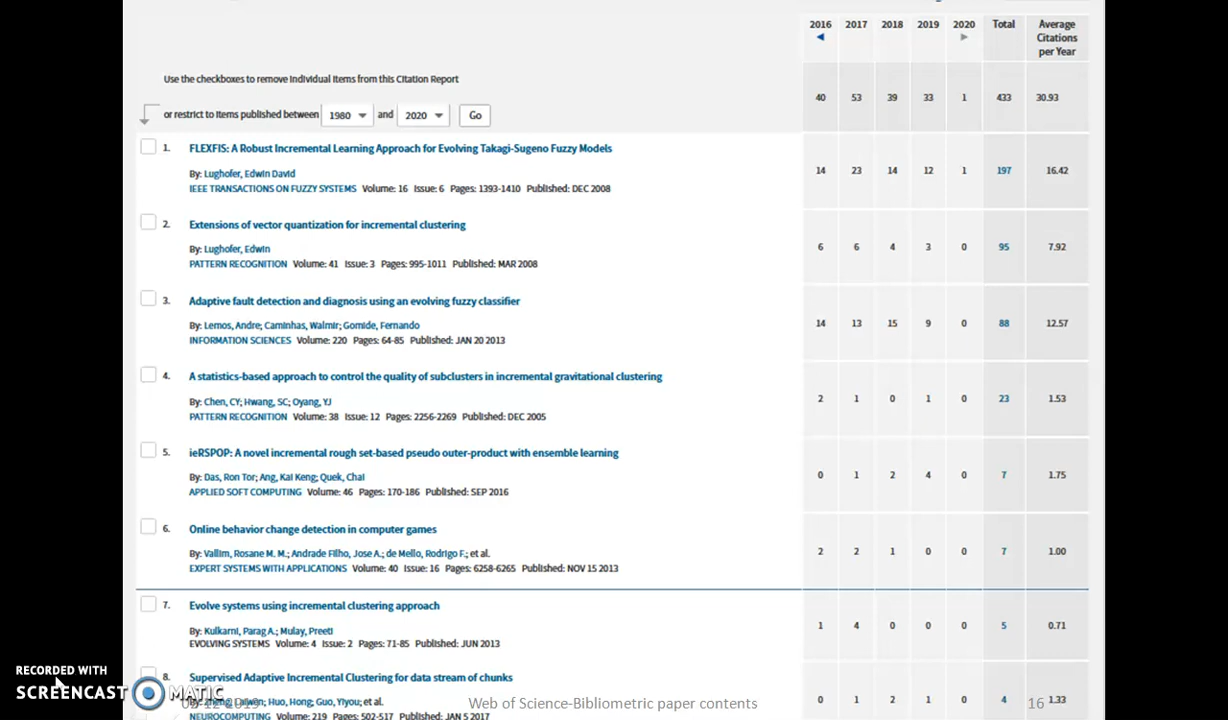 2016 2017 2018 2019 2020 Total Average Citations per Year
Use the checkboxes to remove individual items from this Citation Report
40 53 39 33 1 433 30.93
or restrict to items published between 1980 and 2020 Go
1. FLEXFIS: A Robust Incremental Learning Approach for Evolving Takagi-Sugeno Fuzzy Models
By: Lughofer, Edwin David
14 23 14 12 1 197 16.42
IEEE TRANSACTIONS ON FUZZY SYSTEMS Volume: 16 Issue: 6 Pages: 1393-1410 Published: DEC 2008
2. Extensions of vector quantization for incremental clustering
By: Lughofer, Edwin
6 6 4 3 0 95 7.92
PATTERN RECOGNITION Volume: 41 Issue: 3 Pages: 995-1011 Published: MAR 2008
3. Adaptive fault detection and diagnosis using an evolving fuzzy classifier
By: Lemos, Andre; Caminhas, Walmir; Gomide, Fernando
14 13 15 9 0 88 12.57
INFORMATION SCIENCES Volume: 220 Pages: 64-85 Published: JAN 20 2013
4. A statistics-based approach to control the quality of subclusters in incremental gravitational clustering
By: Chen, CY; Hwang, SC; Oyang, YJ
2 1 0 1 0 23 1.53
PATTERN RECOGNITION Volume: 38 Issue: 12 Pages: 2256-2269 Published: DEC 2005
5. ieRSPOP: A novel incremental rough set-based pseudo outer-product with ensemble learning
By: Das, Ron Tor; Ang, Kai Keng; Quek, Chai
0 1 2 4 0 7 1.75
APPLIED SOFT COMPUTING Volume: 46 Pages: 170-186 Published: SEP 2016
6. Online behavior change detection in computer games
By: Vallim, Rosane M. M.; Andrade Filho, Jose A.; de Mello, Rodrigo F.; et al.
2 2 1 0 0 7 1.00
EXPERT SYSTEMS WITH APPLICATIONS Volume: 40 Issue: 16 Pages: 6258-6265 Published: NOV 15 2013
7. Evolve systems using incremental clustering approach
By: Kulkarni, Parag A.; Mulay, Preeti
1 4 0 0 0 5 0.71
EVOLVING SYSTEMS Volume: 4 Issue: 2 Pages: 71-85 Published: JUN 2013
RECORDED WITH
SCREENCAST MATIC
8. Supervised Adaptive Incremental Clustering for data stream of chunks
By: Zheng, Laiwen; Huo, Hong; Guo, Yiyou; et al.
0 1 2 1 0 4 1.33
Web of Science-Bibliometric paper contents 16
NEUROCOMPUTING Volume: 219 Pages: 502-517 Published: JAN 5 2017